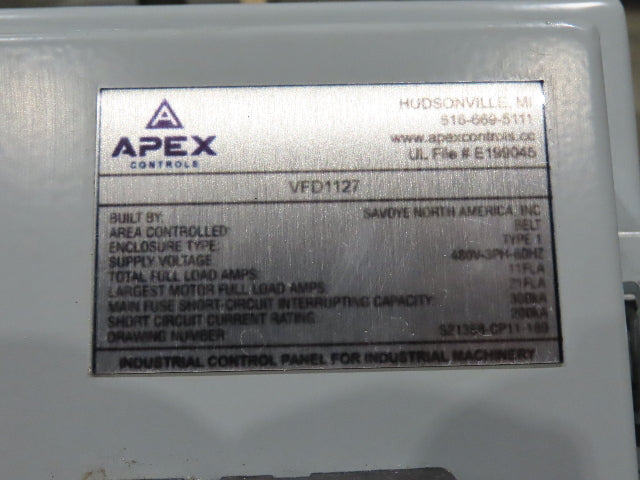 APEX
CONTROLS
HUDSONVILLE, MI
616-669-5111
www.apexcontrols.cc
UL File # E199045
VFD1127
BUILT BY: SAVOYE NORTH AMERICA, INC
AREA CONTROLLED: BELT
ENCLOSURE TYPE: TYPE 1
SUPPLY VOLTAGE 480V-3PH-60HZ
TOTAL FULL LOAD AMPS: 11FLA
LARGEST MOTOR FULL LOAD AMPS:
MAIN FUSE SHORT CIRCUIT INTERRUPTING CAPACITY
SHORT CIRCUIT CURRENT RATING
DRAWING NUMBER
INDUSTRIAL CONTROL PANEL FOR INDUSTRIAL MACHINERY